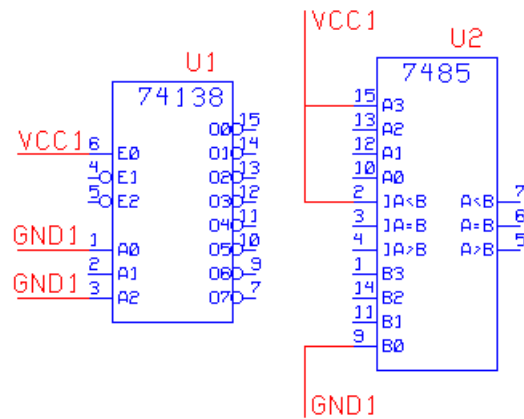 U1
74138
VCC1 6 E0
4 E1
5 E2
GND1 1 A0
2 A1
GND1 3 A2
O0 15
O1 14
O2 13
O3 12
O4 11
O5 10
O6 9
O7 7
VCC1
U2
7485
15 A3
13 A2
12 A1
10 A0
2 IA<B A<B 7
3 IA=B A=B 6
4 IA>B A>B 5
1 B3
14 B2
11 B1
9 B0
GND1